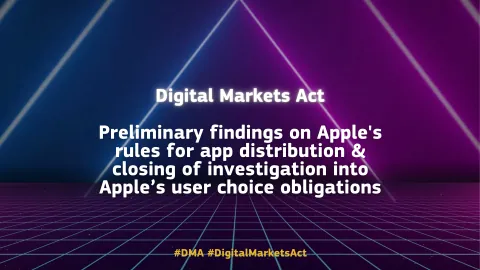 Digital Markets Act
Preliminary findings on Apple's
rules for app distribution &
closing of investigation into
Apple’s user choice obligations
#DMA #DigitalMarketsAct